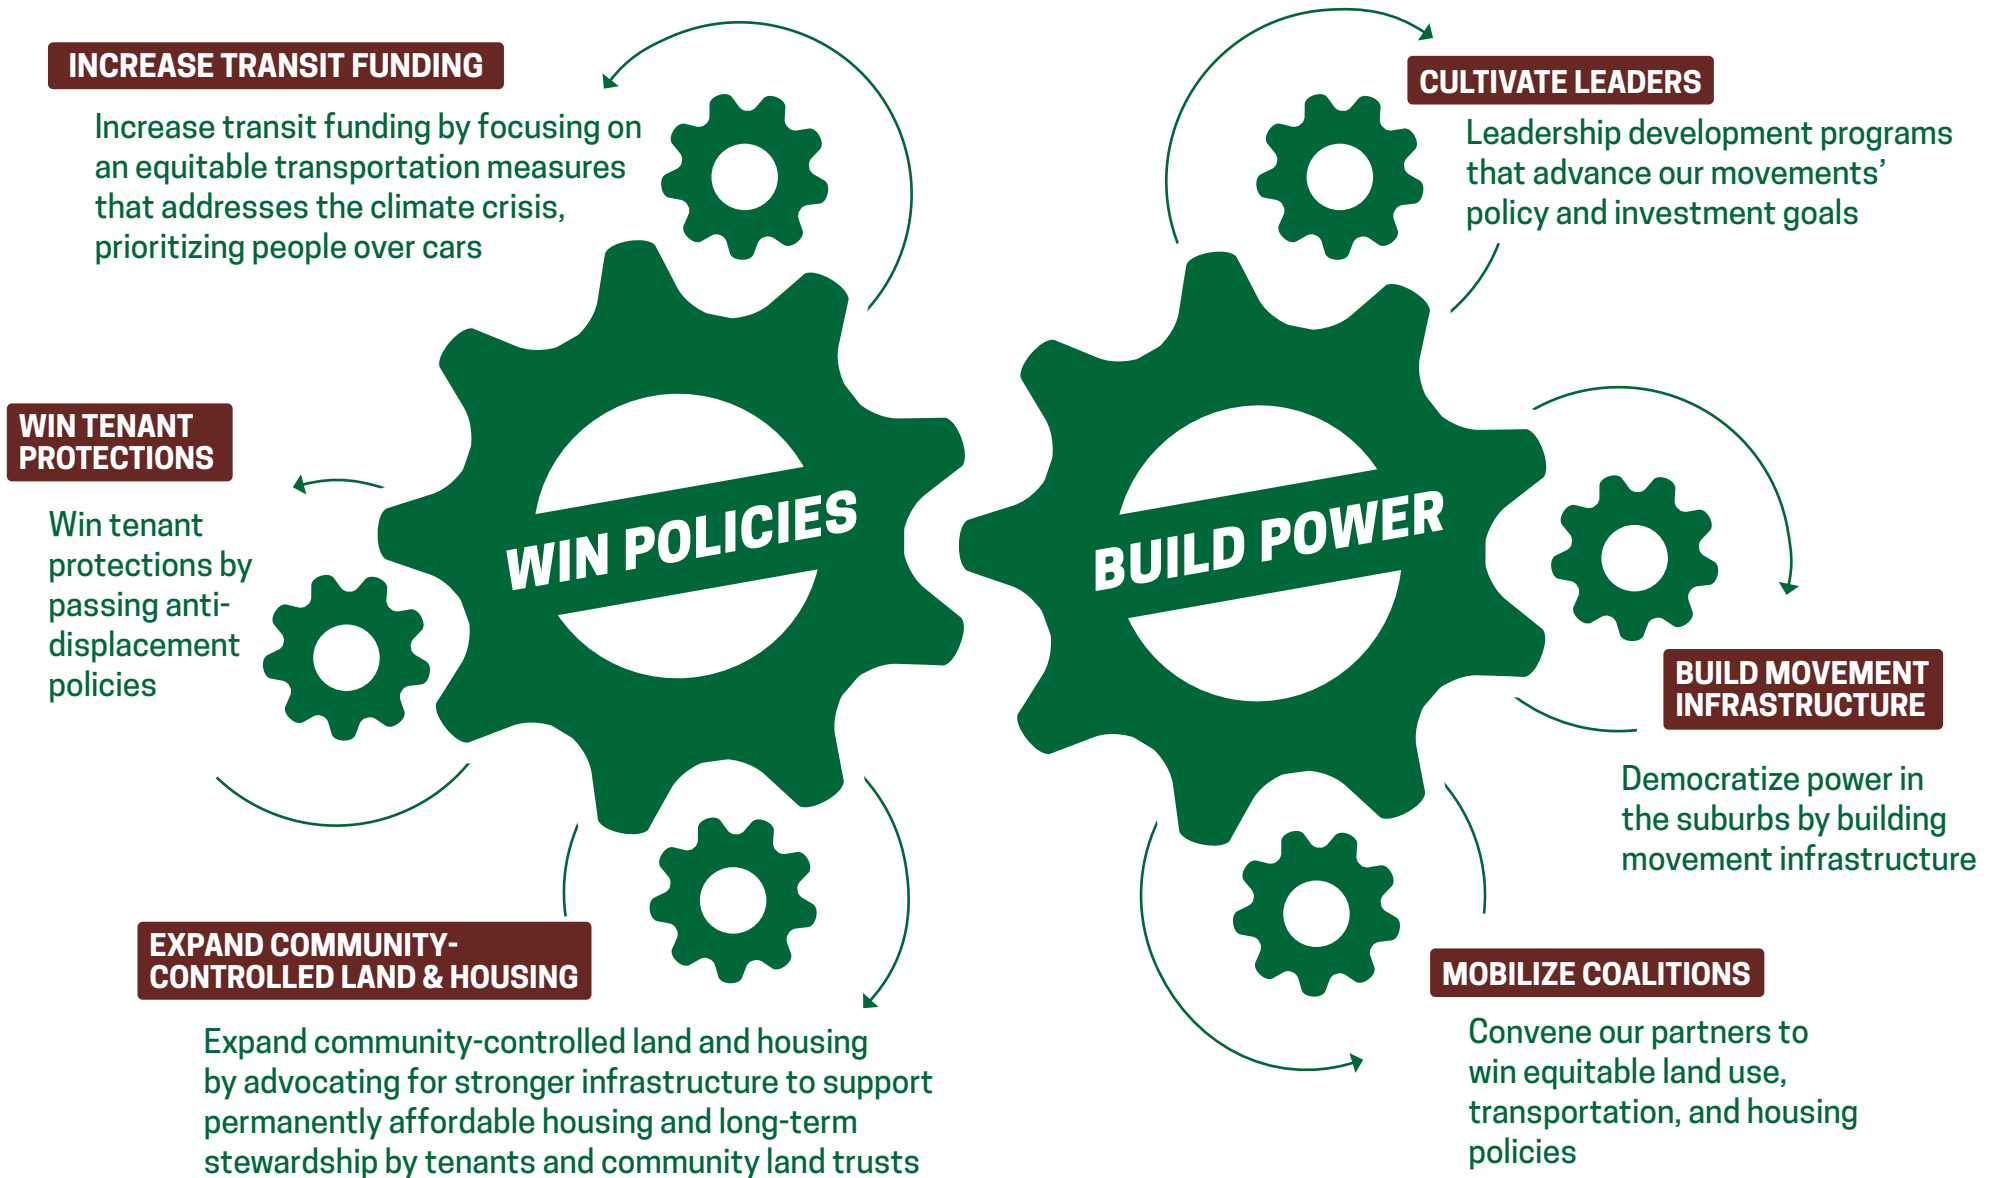 INCREASE TRANSIT FUNDING
Increase transit funding by focusing on
an equitable transportation measures
that addresses the climate crisis,
prioritizing people over cars
WIN TENANT
PROTECTIONS
Win tenant
protections by
passing anti-
displacement
policies
EXPAND COMMUNITY-
CONTROLLED LAND & HOUSING
Expand community-controlled land and housing
by advocating for stronger infrastructure to support
permanently affordable housing and long-term
stewardship by tenants and community land trusts
WIN POLICIES
BUILD POWER
CULTIVATE LEADERS
Leadership development programs
that advance our movements’
policy and investment goals
BUILD MOVEMENT
INFRASTRUCTURE
Democratize power in
the suburbs by building
movement infrastructure
MOBILIZE COALITIONS
Convene our partners to
win equitable land use,
transportation, and housing
policies